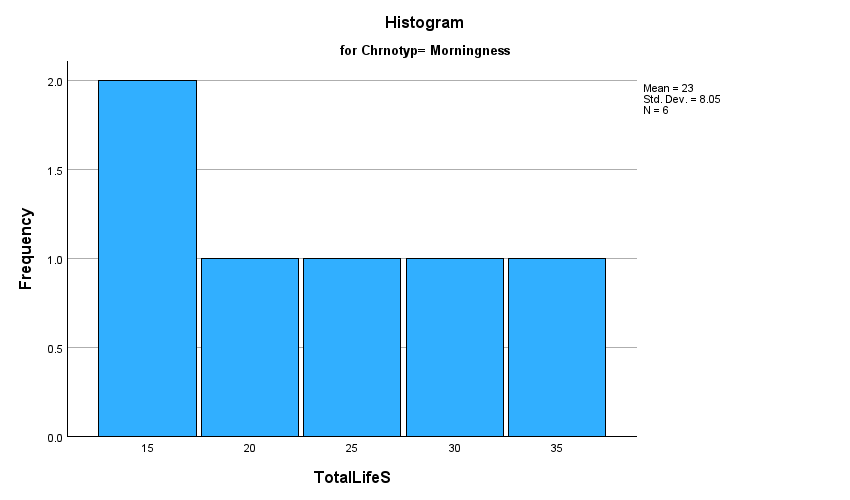 Histogram
for Chrnotyp= Morningness
Mean = 23
Std. Dev. = 8.05
N = 6
Frequency
2.0
1.5
1.0
0.5
0.0
15 20 25 30 35
TotalLifeS